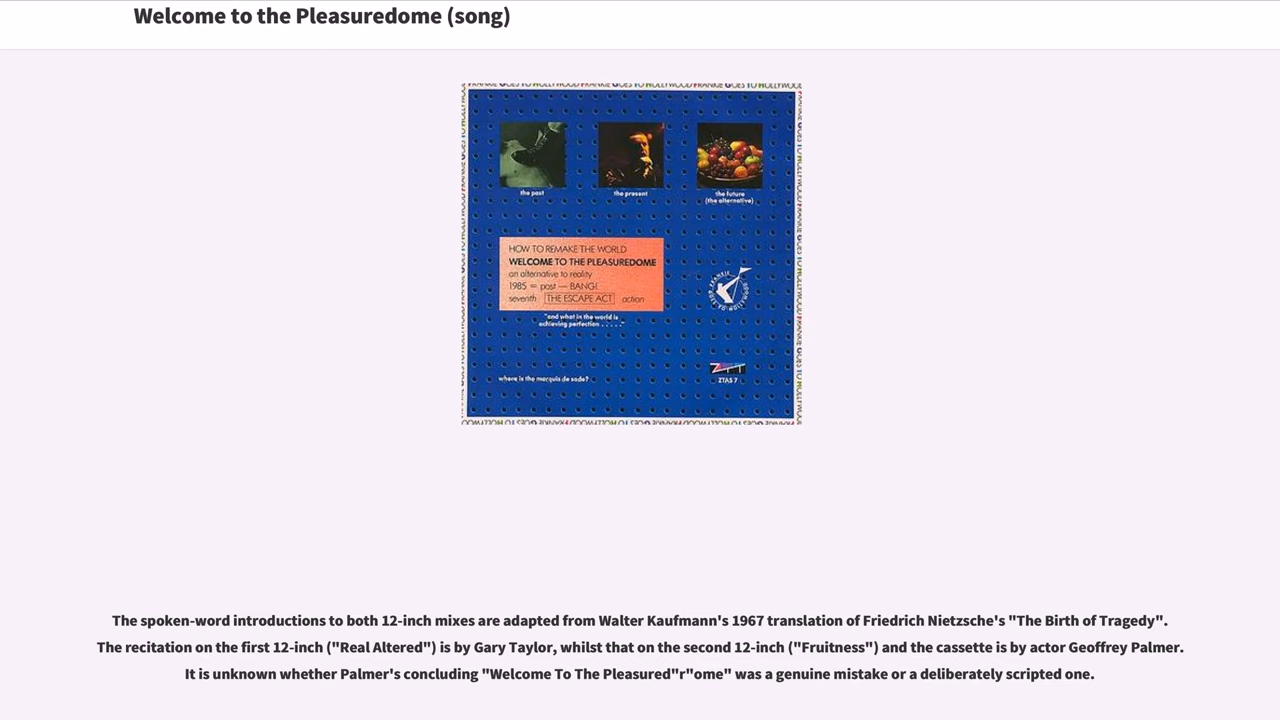 Welcome to the Pleasuredome (song)
the past
the present
the future
(the alternative)
HOW TO REMAKE THE WORLD
WELCOME TO THE PLEASUREDOME
an alternative to reality
1985 = post — BANG!
seventh THE ESCAPE ACT action
"and what in the world is
achieving perfection . . . . ."
where is the marquis de sade?
ZTAS 7
The spoken-word introductions to both 12-inch mixes are adapted from Walter Kaufmann's 1967 translation of Friedrich Nietzsche's "The Birth of Tragedy".
The recitation on the first 12-inch ("Real Altered") is by Gary Taylor, whilst that on the second 12-inch ("Fruitness") and the cassette is by actor Geoffrey Palmer.
It is unknown whether Palmer's concluding "Welcome To The Pleasured"r"ome" was a genuine mistake or a deliberately scripted one.